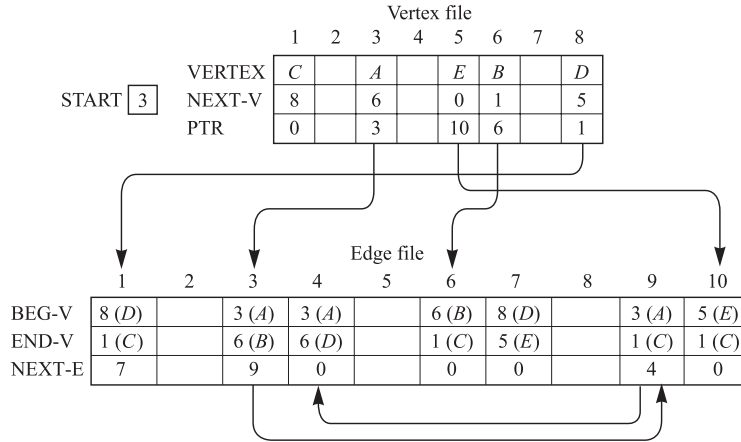 Vertex file
1 2 3 4 5 6 7 8
VERTEX C A E B D
START 3 NEXT-V 8 6 0 1 5
PTR 0 3 10 6 1
Edge file
1 2 3 4 5 6 7 8 9 10
BEG-V 8 (D) 3 (A) 3 (A) 6 (B) 8 (D) 3 (A) 5 (E)
END-V 1 (C) 6 (B) 6 (D) 1 (C) 5 (E) 1 (C) 1 (C)
NEXT-E 7 9 0 0 0 4 0